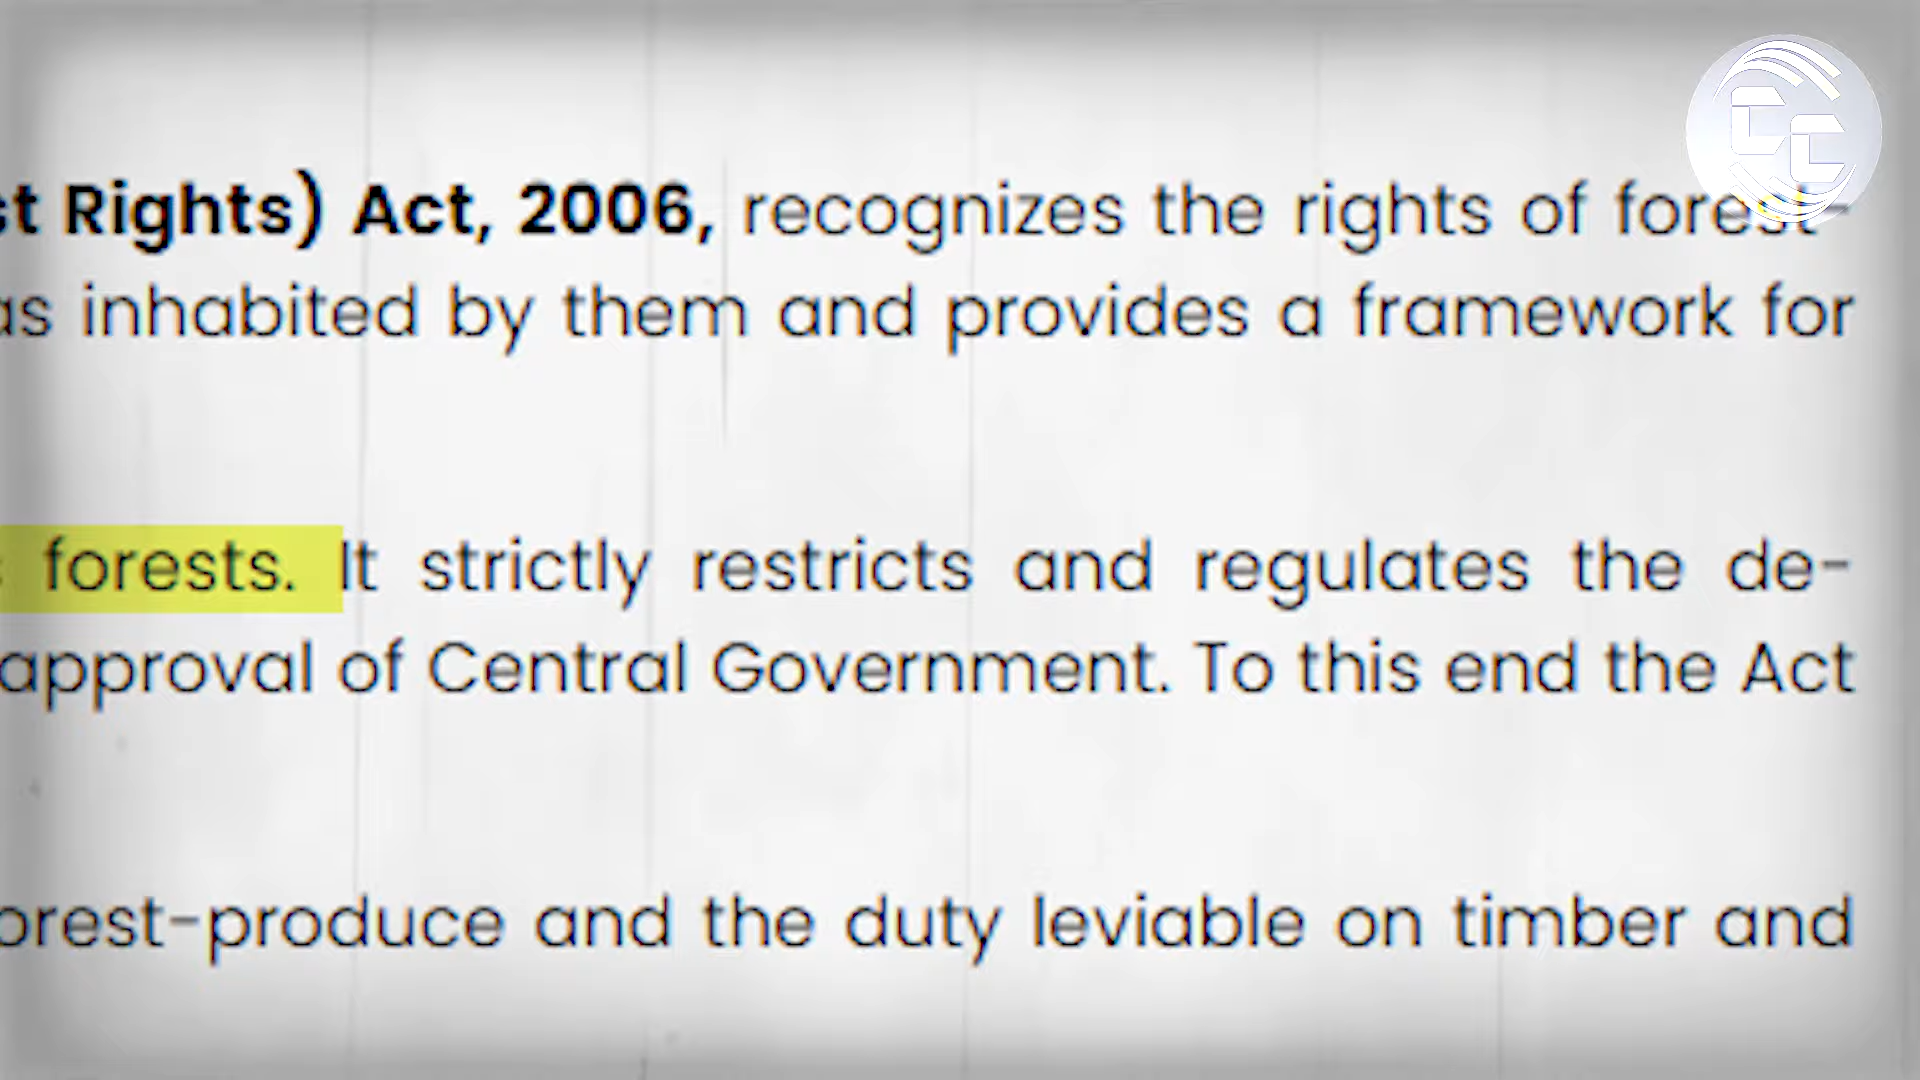 st Rights) Act, 2006, recognizes the rights of forest-
as inhabited by them and provides a framework for
forests. It strictly restricts and regulates the de-
approval of Central Government. To this end the Act
orest-produce and the duty leviable on timber and